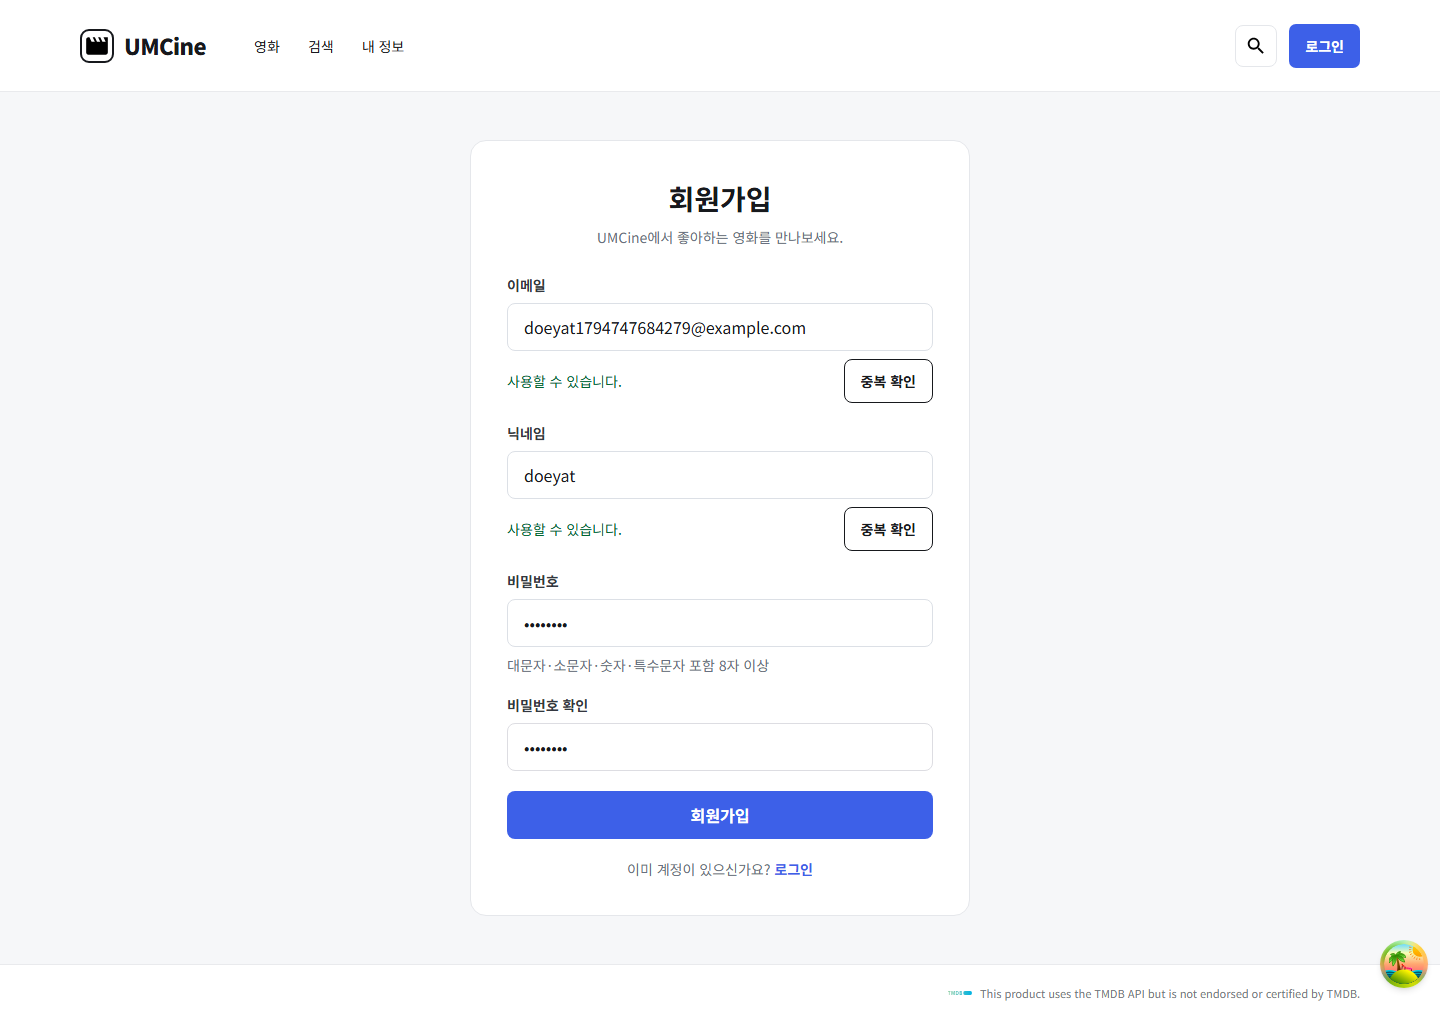 UMCine
영화 검색 내 정보
로그인
회원가입
UMCine에서 좋아하는 영화를 만나보세요.
이메일
doeyat1794747684279@example.com
사용할 수 있습니다. 중복 확인
닉네임
doeyat
사용할 수 있습니다. 중복 확인
비밀번호
••••••••
대문자·소문자·숫자·특수문자 포함 8자 이상
비밀번호 확인
••••••••
회원가입
이미 계정이 있으신가요? 로그인
TMDB This product uses the TMDB API but is not endorsed or certified by TMDB.